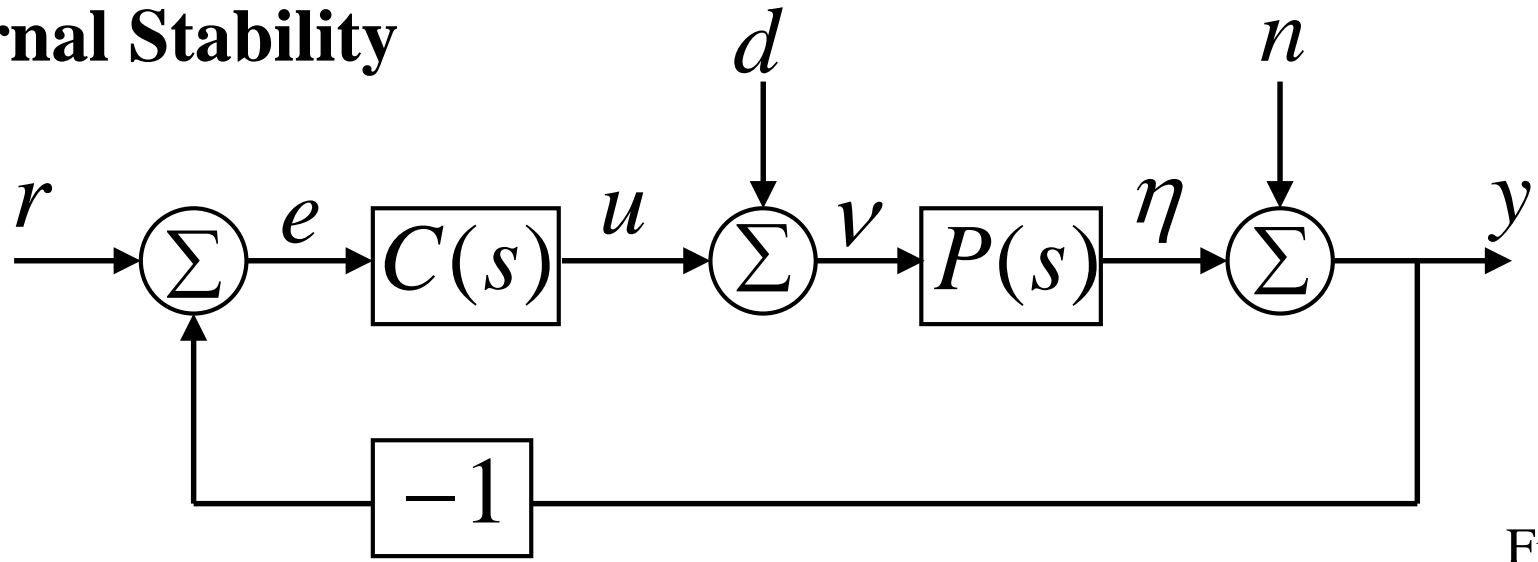 rnal Stability
d
n
r
Σ
e
C(s)
u
Σ
ν
P(s)
η
Σ
y
−1